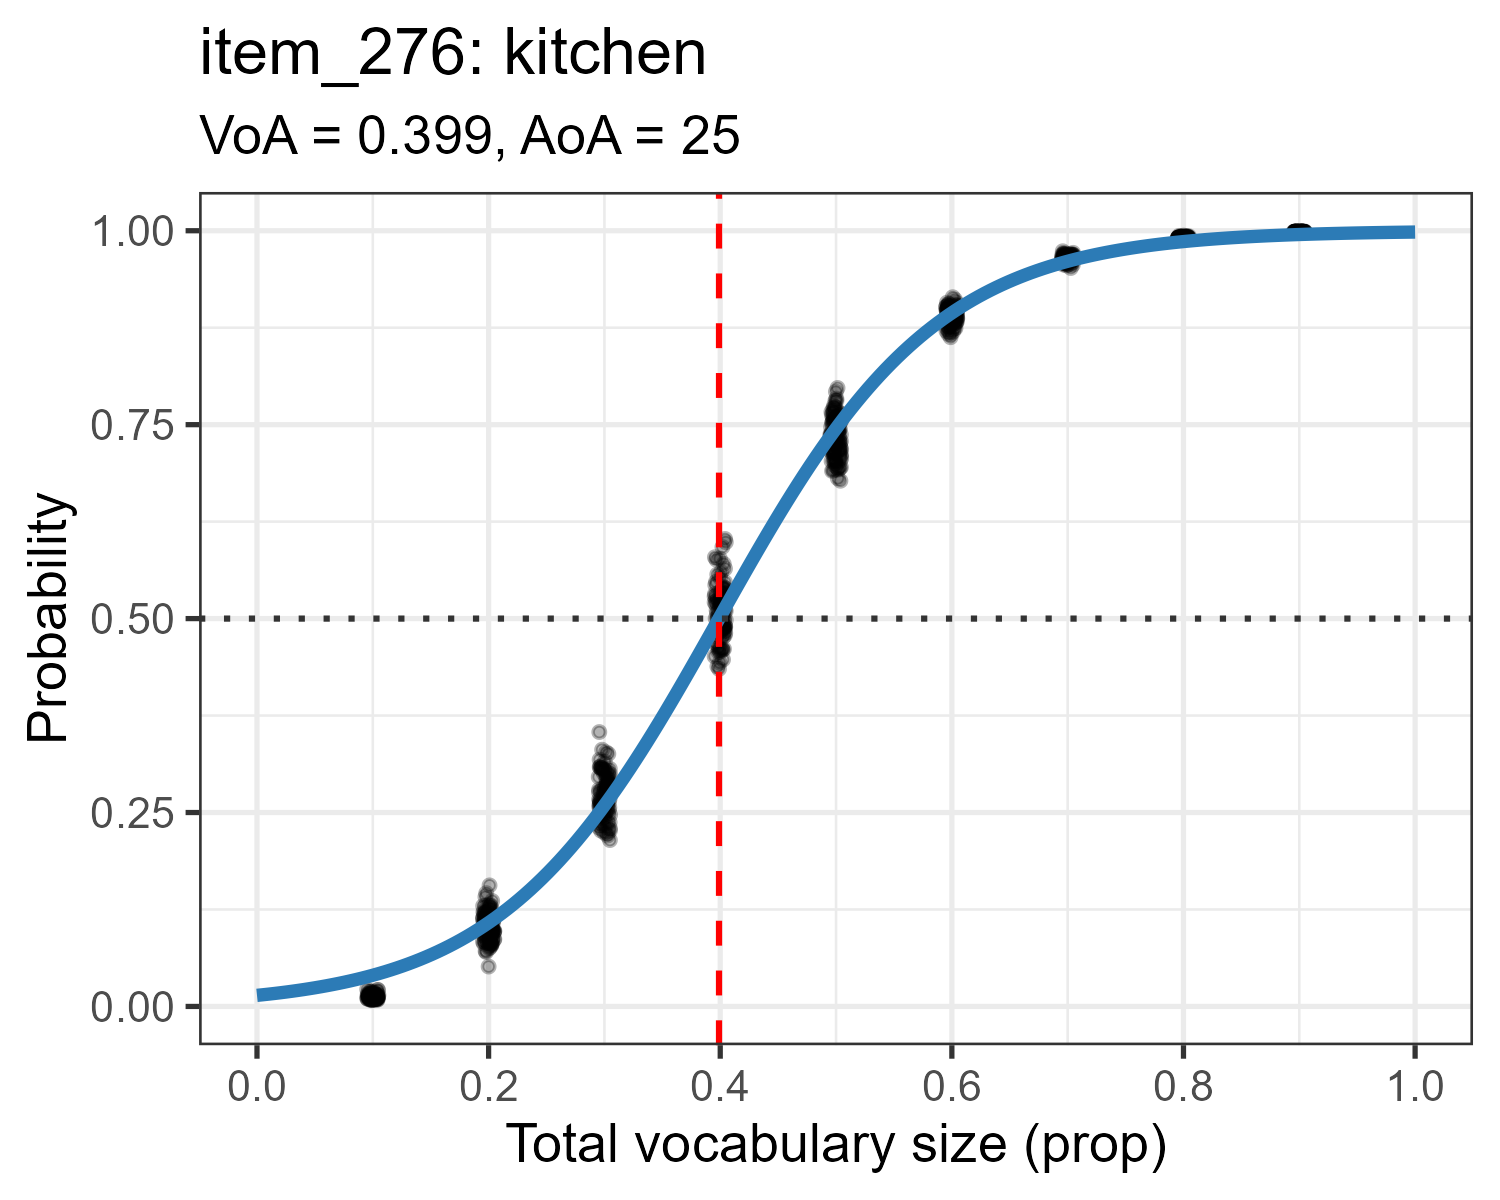 item_276: kitchen
VoA = 0.399, AoA = 25
1.00
0.75
0.50
0.25
0.00
Probability
0.0 0.2 0.4 0.6 0.8 1.0
Total vocabulary size (prop)